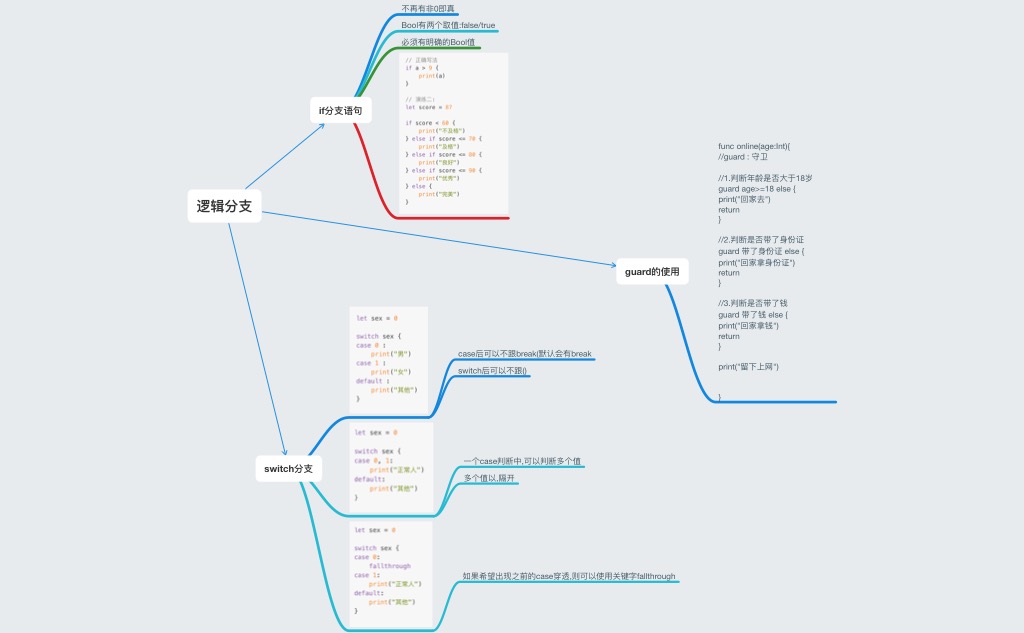 逻辑分支
if分支语句
不再有非0即真
Bool有两个取值:false/true
必须有明确的Bool值
// 正确写法
if a > 0 {
print(a)
}
let score = 87
if score < 60 {
print("不及格")
} else if score <= 70 {
print("及格")
} else if score <= 80 {
print("良好")
} else if score <= 90 {
print("优秀")
} else {
print("完美")
}
guard的使用
func online(age:Int){
//guard : 守卫
//1.判断年龄是否大于18岁
guard age>=18 else {
print("回家去")
return
}
//2.判断是否带了身份证
guard 带了身份证 else {
print("回家拿身份证")
return
}
//3.判断是否带了钱
guard 带了钱 else {
print("回家拿钱")
return
}
print("留下上网")
}
switch分支
let sex = 0
switch sex {
case 0 :
print("男")
case 1 :
print("女")
default :
print("其他")
}
case后可以不跟break(默认会有break
switch后可以不跟()
let sex = 0
switch sex {
case 0, 1:
print("正常人")
default:
print("其他")
}
一个case判断中,可以判断多个值
多个值以,隔开
let sex = 0
switch sex {
case 0:
fallthrough
case 1:
print("正常人")
default:
print("其他")
}
如果希望出现之前的case穿透,则可以使用关键字fallthrough